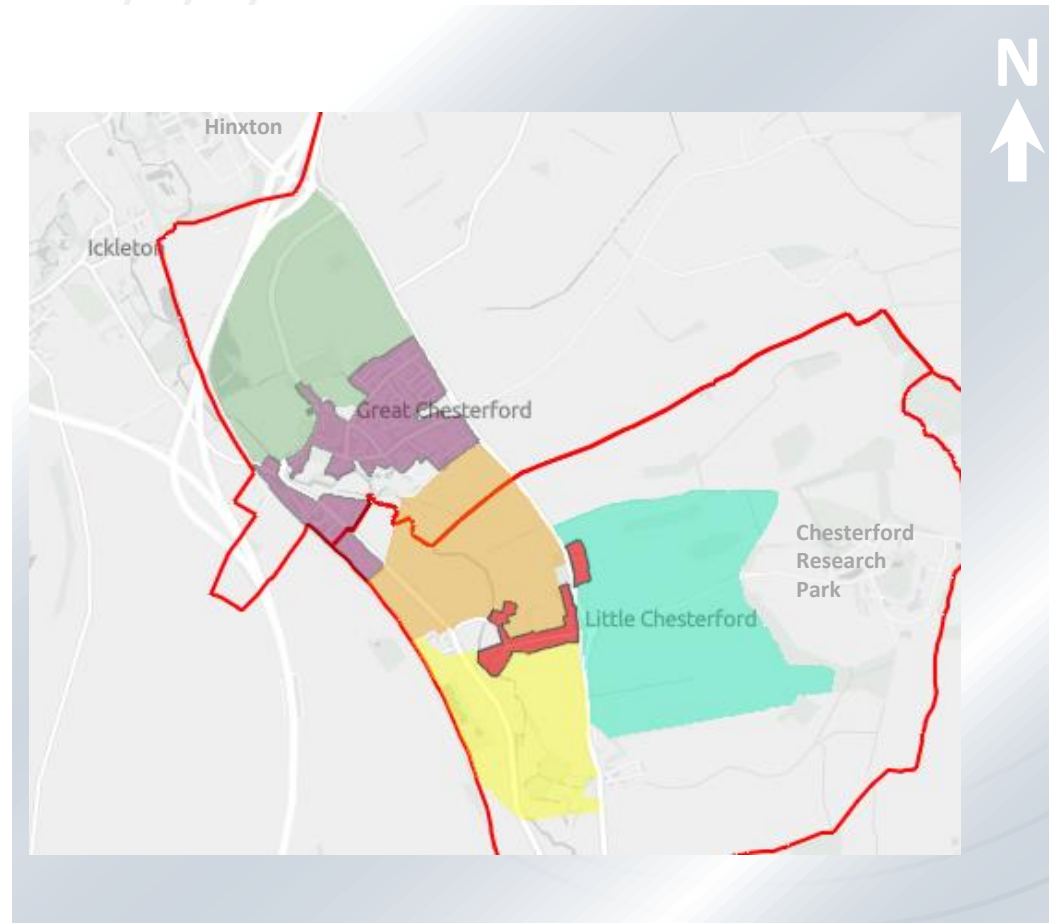 N
Hinxton
Ickleton
Great Chesterford
Chesterford
Research
Park
Little Chesterford